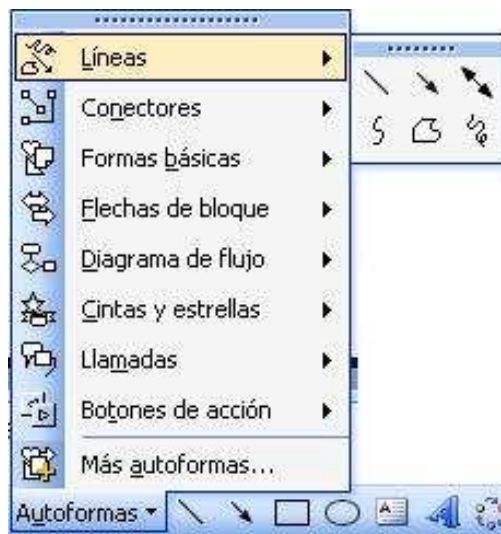 Líneas
Conectores
Formas básicas
Flechas de bloque
Diagrama de flujo
Cintas y estrellas
Llamadas
Botones de acción
Más autoformas...
Autoformas